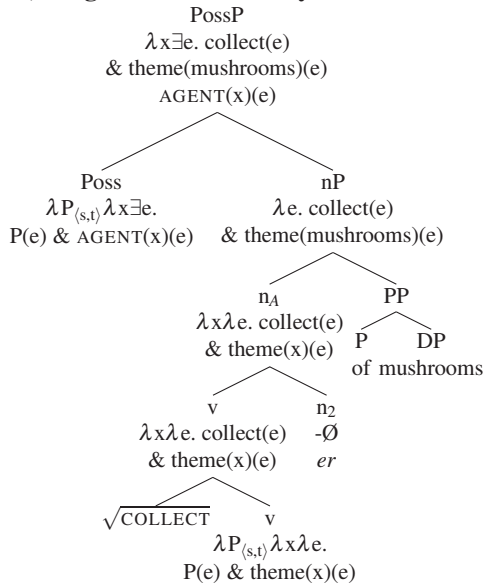 PossP
λx∃e. collect(e)
& theme(mushrooms)(e)
AGENT(x)(e)
Poss nP
λP⟨s,t⟩λx∃e. λe. collect(e)
P(e) & AGENT(x)(e) & theme(mushrooms)(e)
n_A PP
λxλe. collect(e) P DP
& theme(x)(e) of mushrooms
v n₂
λxλe. collect(e) -Ø
& theme(x)(e) er
√COLLECT v
λP⟨s,t⟩λxλe.
P(e) & theme(x)(e)